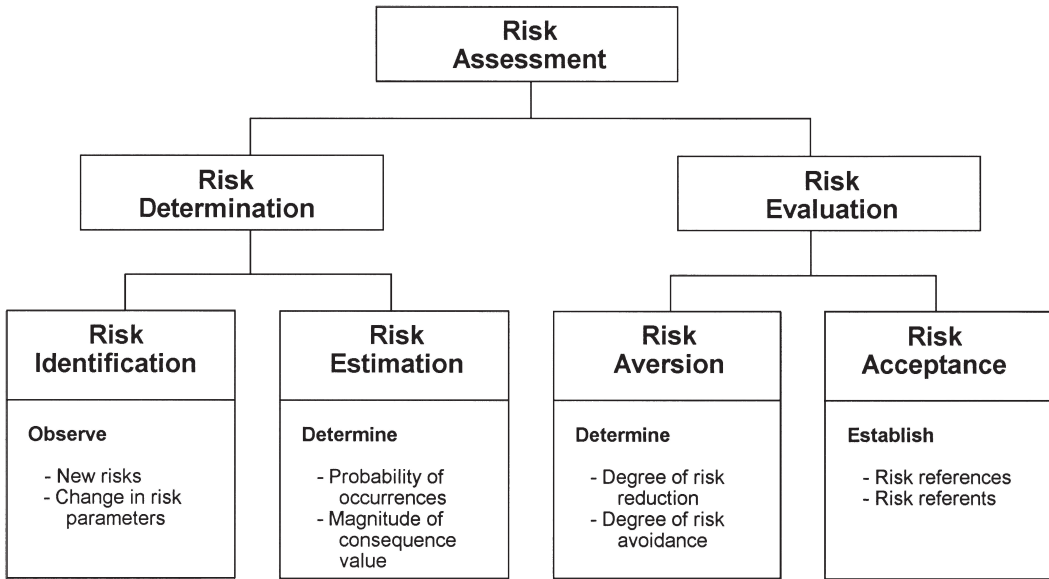 Risk
Assessment
Risk
Determination
Risk
Evaluation
Risk
Identification
Observe
- New risks
- Change in risk
parameters
Risk
Estimation
Determine
- Probability of
occurrences
- Magnitude of
consequence
value
Risk
Aversion
Determine
- Degree of risk
reduction
- Degree of risk
avoidance
Risk
Acceptance
Establish
- Risk references
- Risk referents